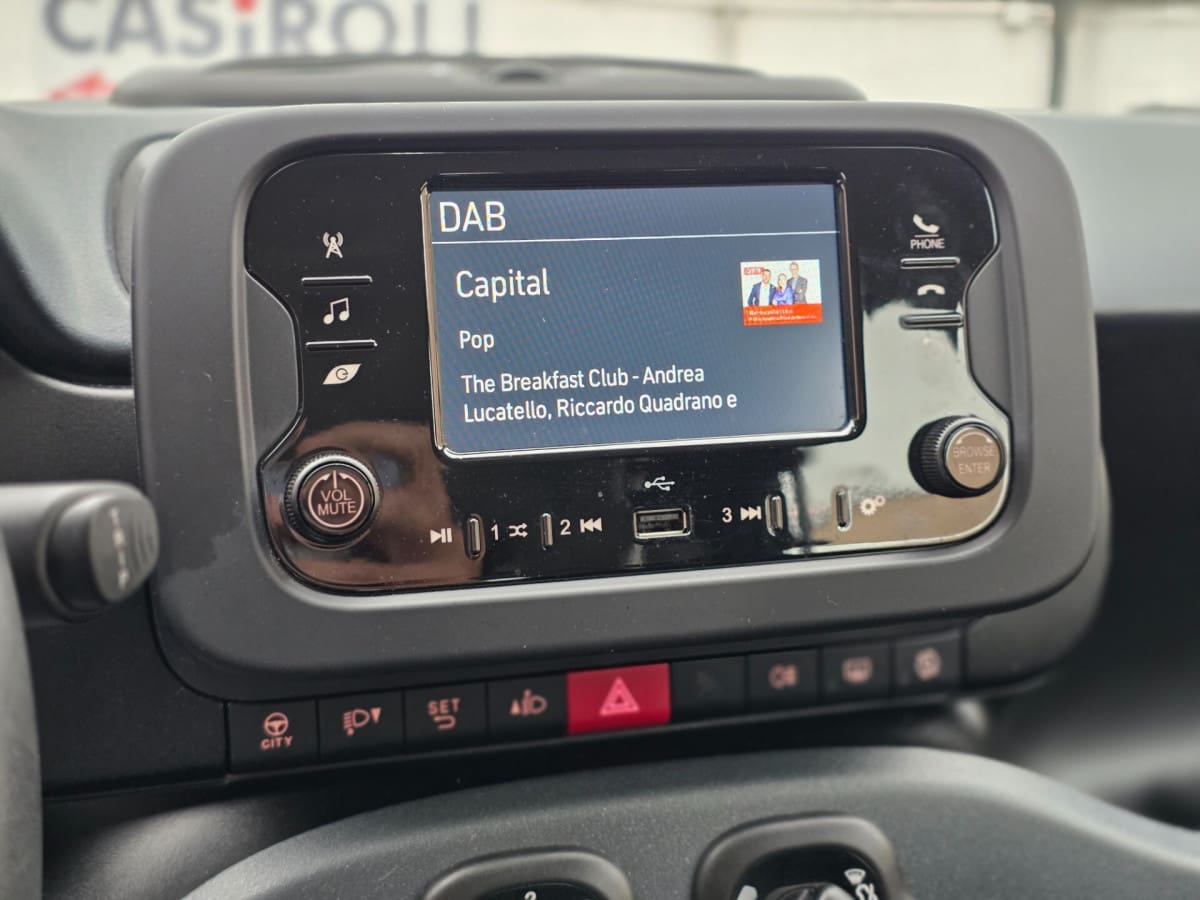 CASiROLI
DAB
Capital
Pop
The Breakfast Club - Andrea
Lucatello, Riccardo Quadrano e
PHONE
VOL
MUTE
BROWSE
ENTER
1
2
3
CITY
SET
2